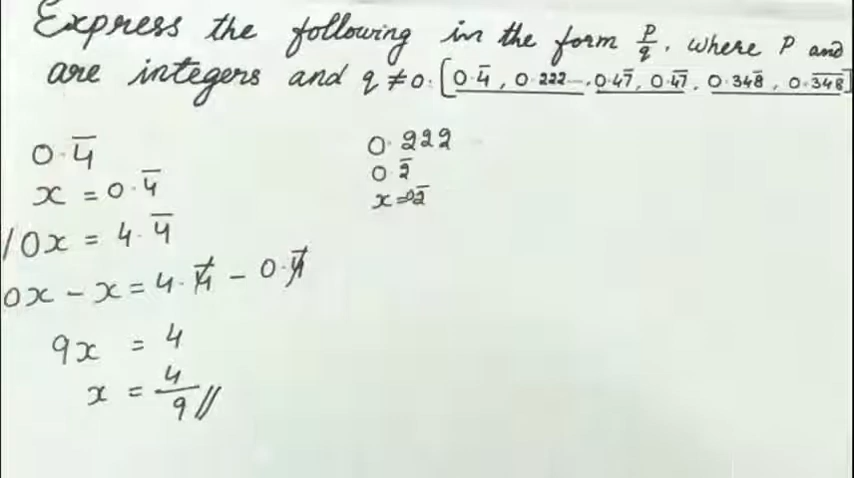 Express the following in the form p/q, where p and
are integers and q ≠ 0. [0.4̅, 0.222...., 0.47̅, 0.4̅7̅, 0.348̅, 0.3̅4̅8̅]
0.4̅
x = 0.4̅
10x = 4.4̅
0x - x = 4.4̅ - 0.4̅
9x = 4
x = 4/9 //
0.222
0.2̅
x=0.2̅